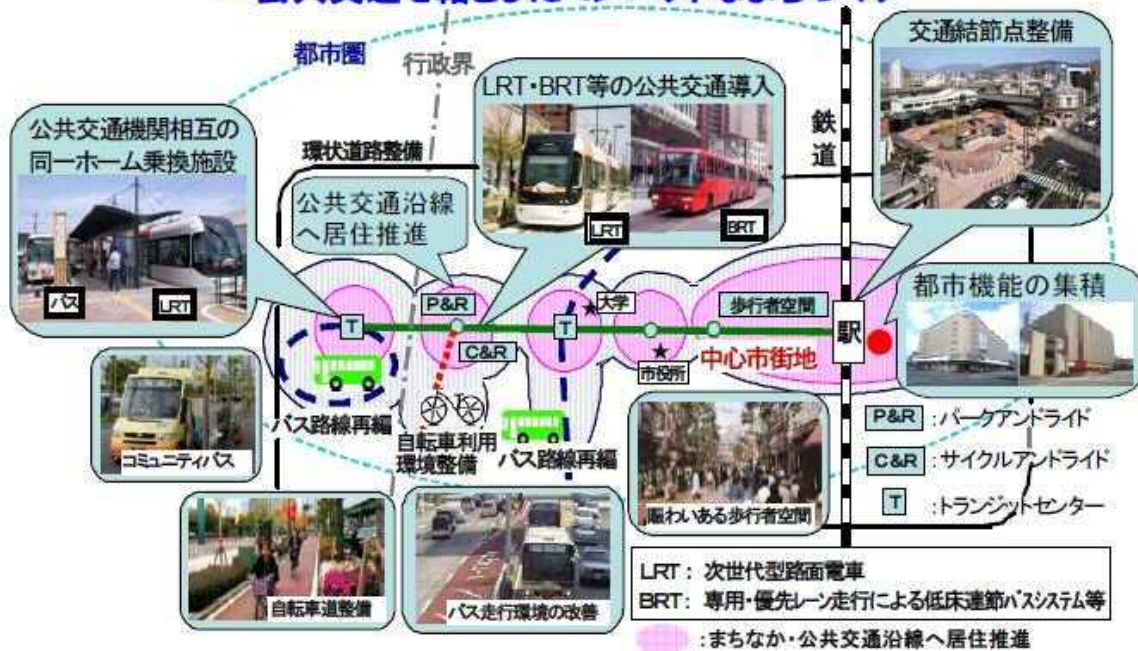 都市圏
行政界
交通結節点整備
LRT・BRT等の公共交通導入
LRT
BRT
鉄道
公共交通機関相互の
同一ホーム乗換施設
バス
LRT
環状道路整備
公共交通沿線
へ居住推進
P&R
C&R
T
T
大学
市役所
歩行者空間
中心市街地
駅
都市機能の集積
コミュニティバス
バス路線再編
自転車利用
環境整備
バス路線再編
賑わいある歩行者空間
自転車道整備
バス走行環境の改善
P&R :パークアンドライド
C&R :サイクルアンドライド
T :トランジットセンター
LRT: 次世代型路面電車
BRT: 専用・優先レーン走行による低床連節バスシステム等
:まちなか・公共交通沿線へ居住推進